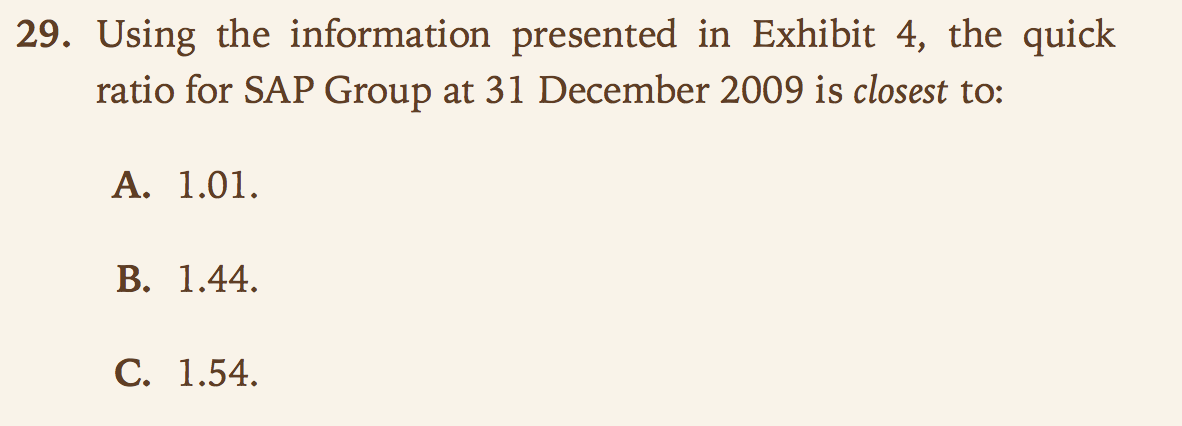 29. Using the information presented in Exhibit 4, the quick
ratio for SAP Group at 31 December 2009 is closest to:
A. 1.01.
B. 1.44.
C. 1.54.